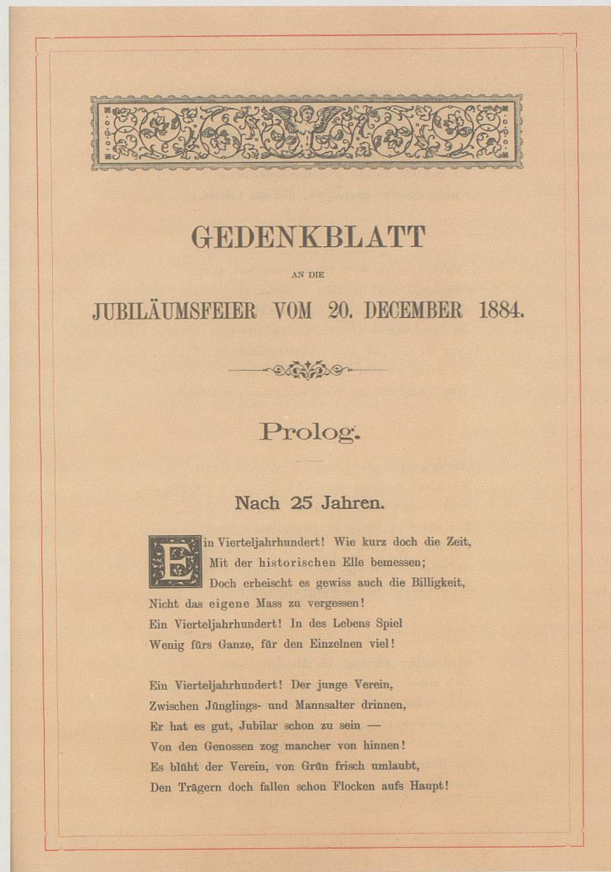 GEDENKBLATT
AN DIE
JUBILÄUMSFEIER VOM 20. DECEMBER 1884.
Prolog.
Nach 25 Jahren.
Ein Vierteljahrhundert! Wie kurz doch die Zeit,
Mit der historischen Elle bemessen;
Doch erheischt es gewiss auch die Billigkeit,
Nicht das eigene Mass zu vergessen!
Ein Vierteljahrhundert! In des Lebens Spiel
Wenig fürs Ganze, für den Einzelnen viel!
Ein Vierteljahrhundert! Der junge Verein,
Zwischen Jünglings- und Mannsalter drinnen,
Er hat es gut, Jubilar schon zu sein —
Von den Genossen zog mancher von hinnen!
Es blüht der Verein, von Grün frisch umlaubt,
Den Trägern doch fallen schon Flocken aufs Haupt!